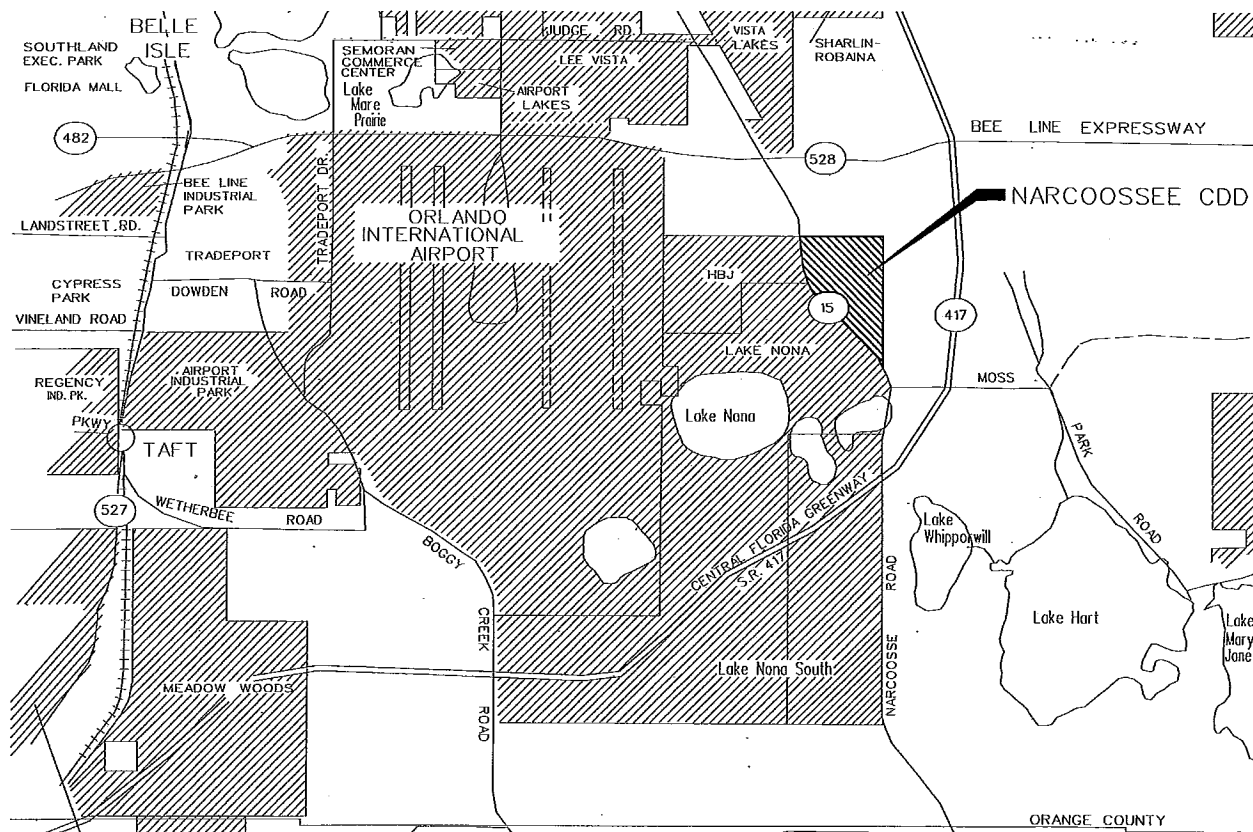 BELLE
ISLE
SOUTHLAND
EXEC. PARK
FLORIDA MALL
SEMORAN
COMMERCE
CENTER
Lake
Mare
Prairie
JUDGE RD.
LEE VISTA
AIRPORT
LAKES
VISTA
LAKES
SHARLIN-
ROBAINA
482
BEE LINE EXPRESSWAY
528
BEE LINE
INDUSTRIAL
PARK
LANDSTREET RD.
TRADEPORT
TRADEPORT DR.
ORLANDO
INTERNATIONAL
AIRPORT
NARCOOSSEE CDD
CYPRESS
PARK
DOWDEN ROAD
VINELAND ROAD
HBJ
15
417
LAKE NONA
REGENCY
IND. PK.
AIRPORT
INDUSTRIAL
PARK
MOSS
PARK
ROAD
PKWY
TAFT
Lake Nona
527
WETHERBEE ROAD
BOGGY
CREEK
ROAD
CENTRAL FLORIDA GREENWAY
S.R. 417
Lake
Whipporwill
NARCOOSSE ROAD
Lake Hart
Lake
Mary
Jane
MEADOW WOODS
Lake Nona South
ORANGE COUNTY